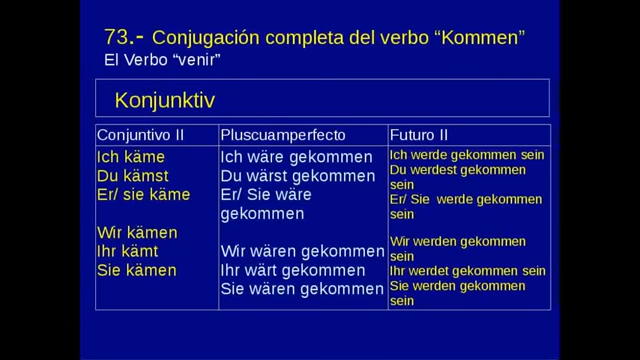 73.- Conjugación completa del verbo “Kommen”
El Verbo “venir”
Konjunktiv
Conjuntivo II
Ich käme
Du kämst
Er/ sie käme
Wir kämen
Ihr kämt
Sie kämen
Pluscuamperfecto
Ich wäre gekommen
Du wärst gekommen
Er/ Sie wäre
gekommen
Wir wären gekommen
Ihr wärt gekommen
Sie wären gekommen
Futuro II
Ich werde gekommen sein
Du werdest gekommen
sein
Er/ Sie werde gekommen
sein
Wir werden gekommen
sein
Ihr werdet gekommen sein
Sie werden gekommen
sein